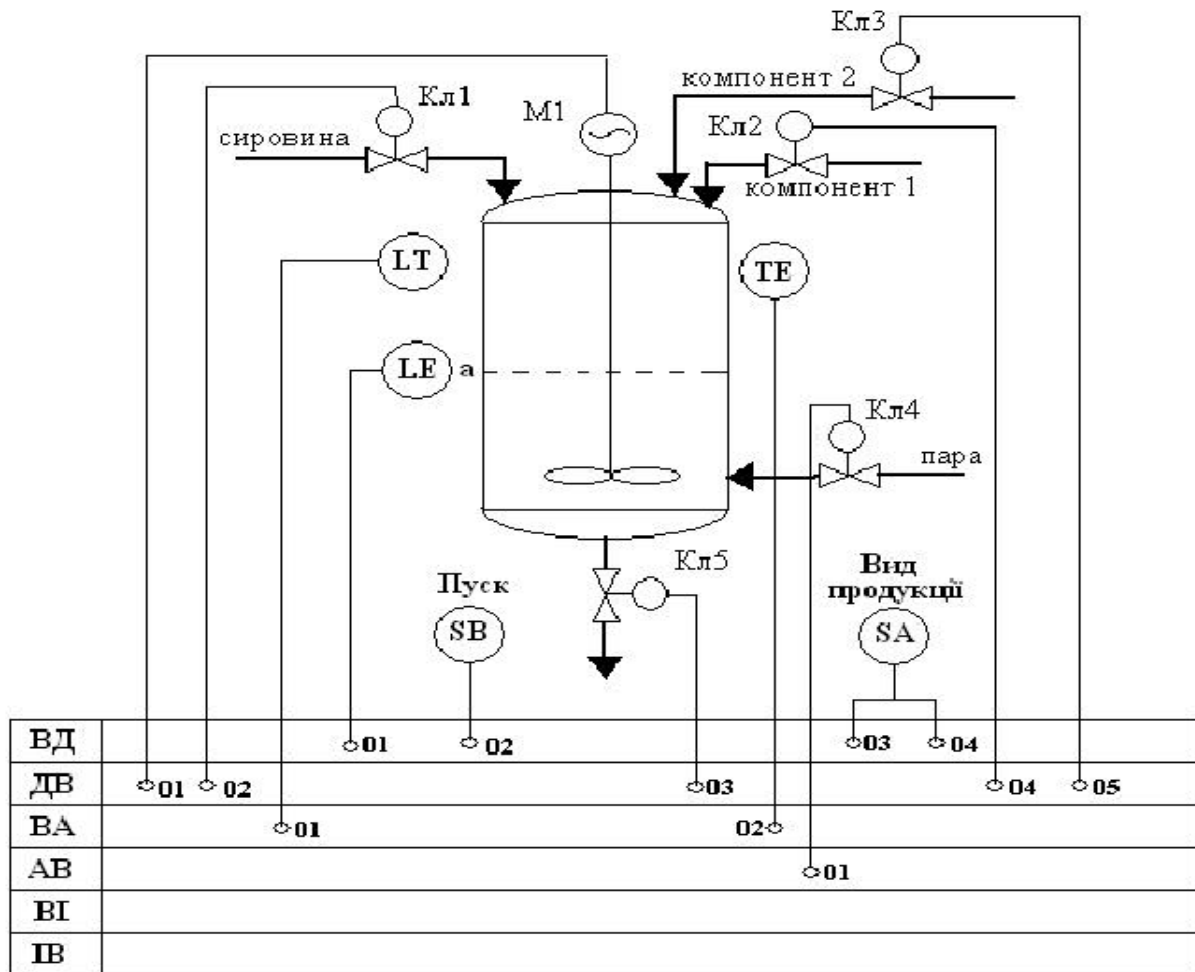 Кл3
компонент 2
Кл1
М1
Кл2
сировина
компонент 1
LT
TE
LE
а
Кл4
пара
Кл5
Пуск
Вид
продукції
SB
SA
ВД
01
02
03
04
ДВ
01
02
03
04
05
ВА
01
02
АВ
01
ВІ
ІВ